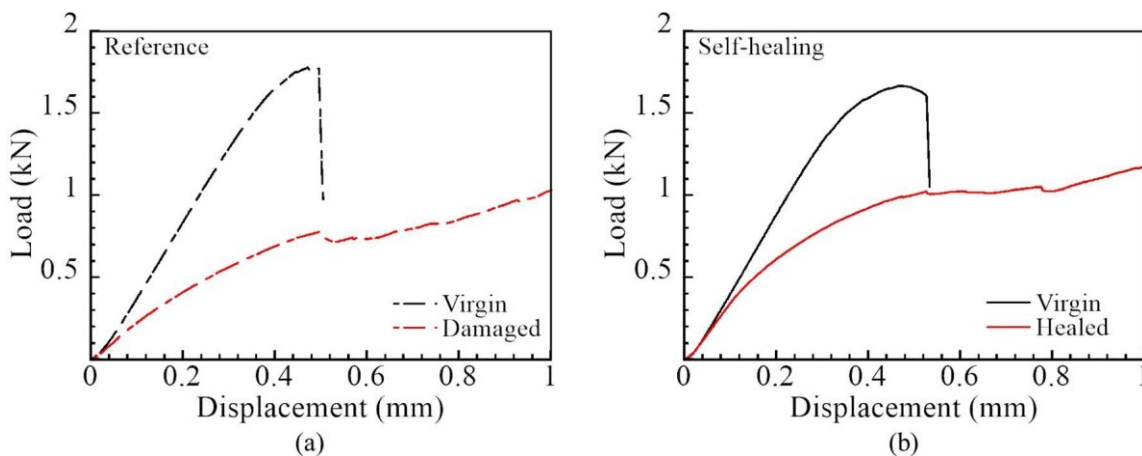 Reference
2
1.5
1
0.5
0
0.2
0.4
0.6
0.8
1
Load (kN)
Displacement (mm)
Virgin
Damaged
(a)
Self-healing
2
1.5
1
0.5
0
0.2
0.4
0.6
0.8
1
Load (kN)
Displacement (mm)
Virgin
Healed
(b)